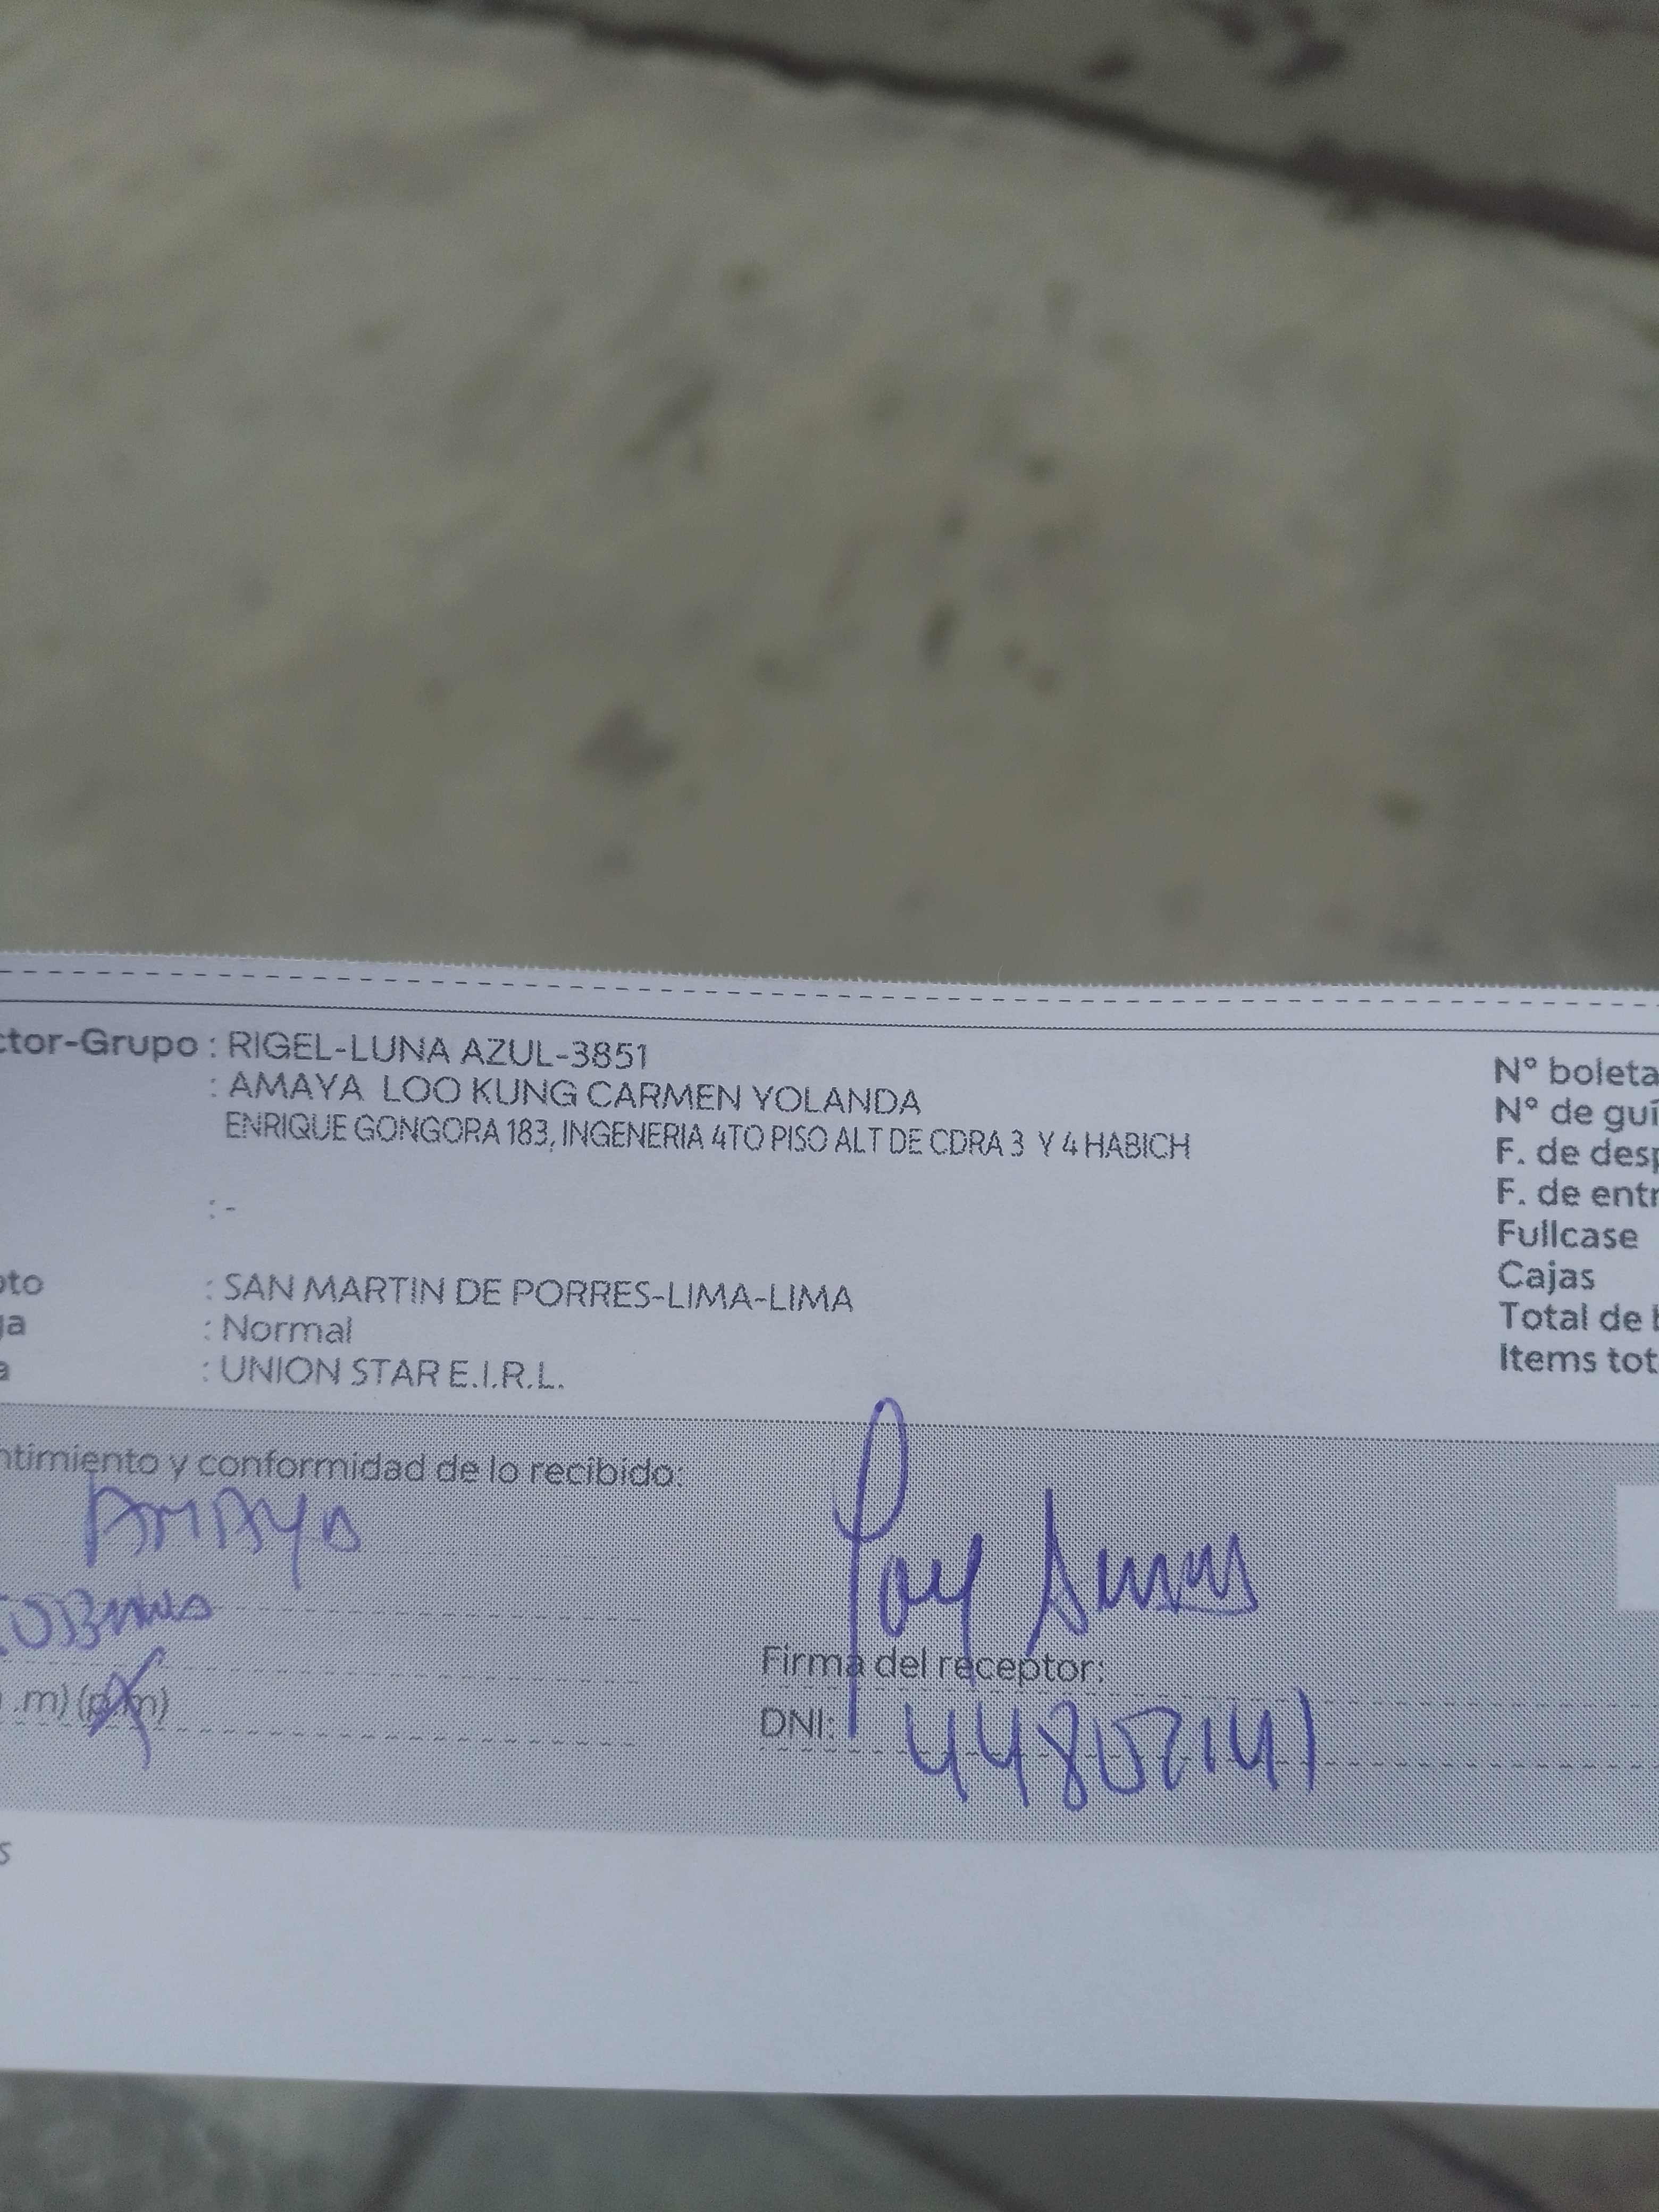 ctor-Grupo : RIGEL-LUNA AZUL-3851
: AMAYA LOO KUNG CARMEN YOLANDA
ENRIQUE GONGORA 183, INGENERIA 4TO PISO ALT DE CDRA 3 Y 4 HABICH
: -
oto : SAN MARTIN DE PORRES-LIMA-LIMA
ga : Normal
a : UNION STAR E.I.R.L.
N° boleta
N° de guí
F. de desp
F. de entr
Fullcase
Cajas
Total de b
Items tot
ntimiento y conformidad de lo recibido:
AMAYA
.m) (p.m)
Firma del receptor:
DNI: 44802141
s